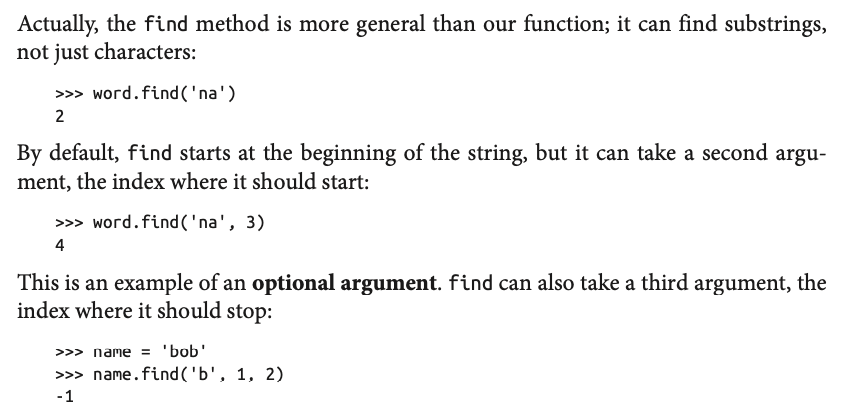 Actually, the find method is more general than our function; it can find substrings,
not just characters:
>>> word.find('na')
2
By default, find starts at the beginning of the string, but it can take a second argu-
ment, the index where it should start:
>>> word.find('na', 3)
4
This is an example of an optional argument. find can also take a third argument, the
index where it should stop:
>>> name = 'bob'
>>> name.find('b', 1, 2)
-1